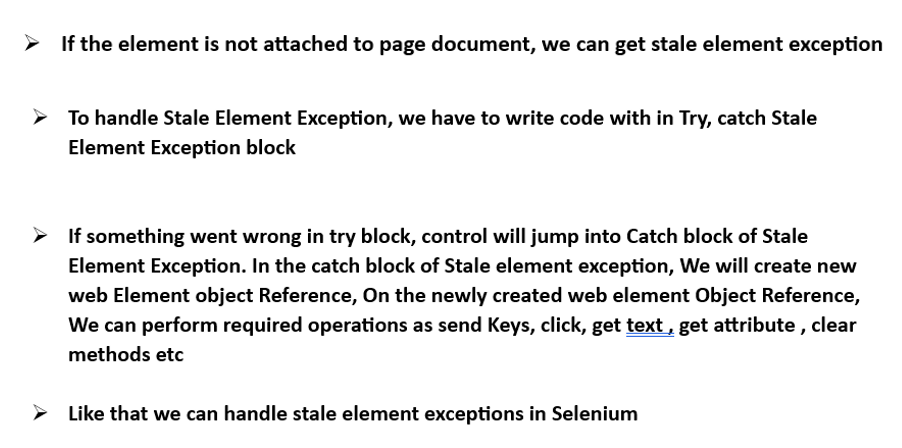 ➢ If the element is not attached to page document, we can get stale element exception
➢ To handle Stale Element Exception, we have to write code with in Try, catch Stale
Element Exception block
➢ If something went wrong in try block, control will jump into Catch block of Stale
Element Exception. In the catch block of Stale element exception, We will create new
web Element object Reference, On the newly created web element Object Reference,
We can perform required operations as send Keys, click, get text , get attribute , clear
methods etc
➢ Like that we can handle stale element exceptions in Selenium